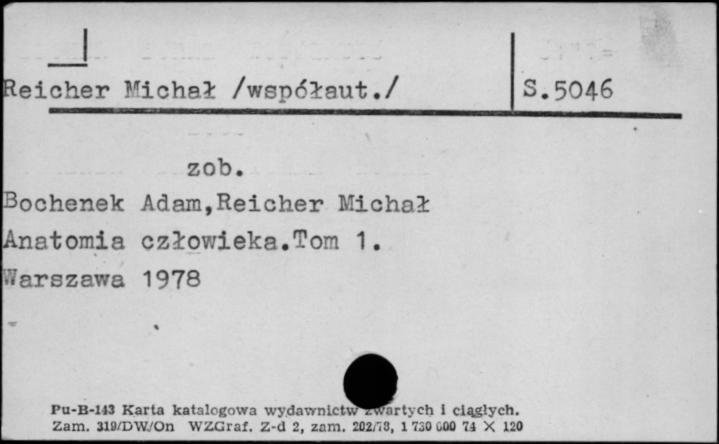 Reicher Michał /współaut./ S.5046
zob.
Bochenek Adam,Reicher Michał
Anatomia człowieka.Tom 1.
Warszawa 1978
Pu-B-143 Karta katalogowa wydawnictw zwartych i ciągłych.
Zam. 319/DW/On WZGraf. Z-d 2, zam. 202/78, 1 730 000 74 X 120